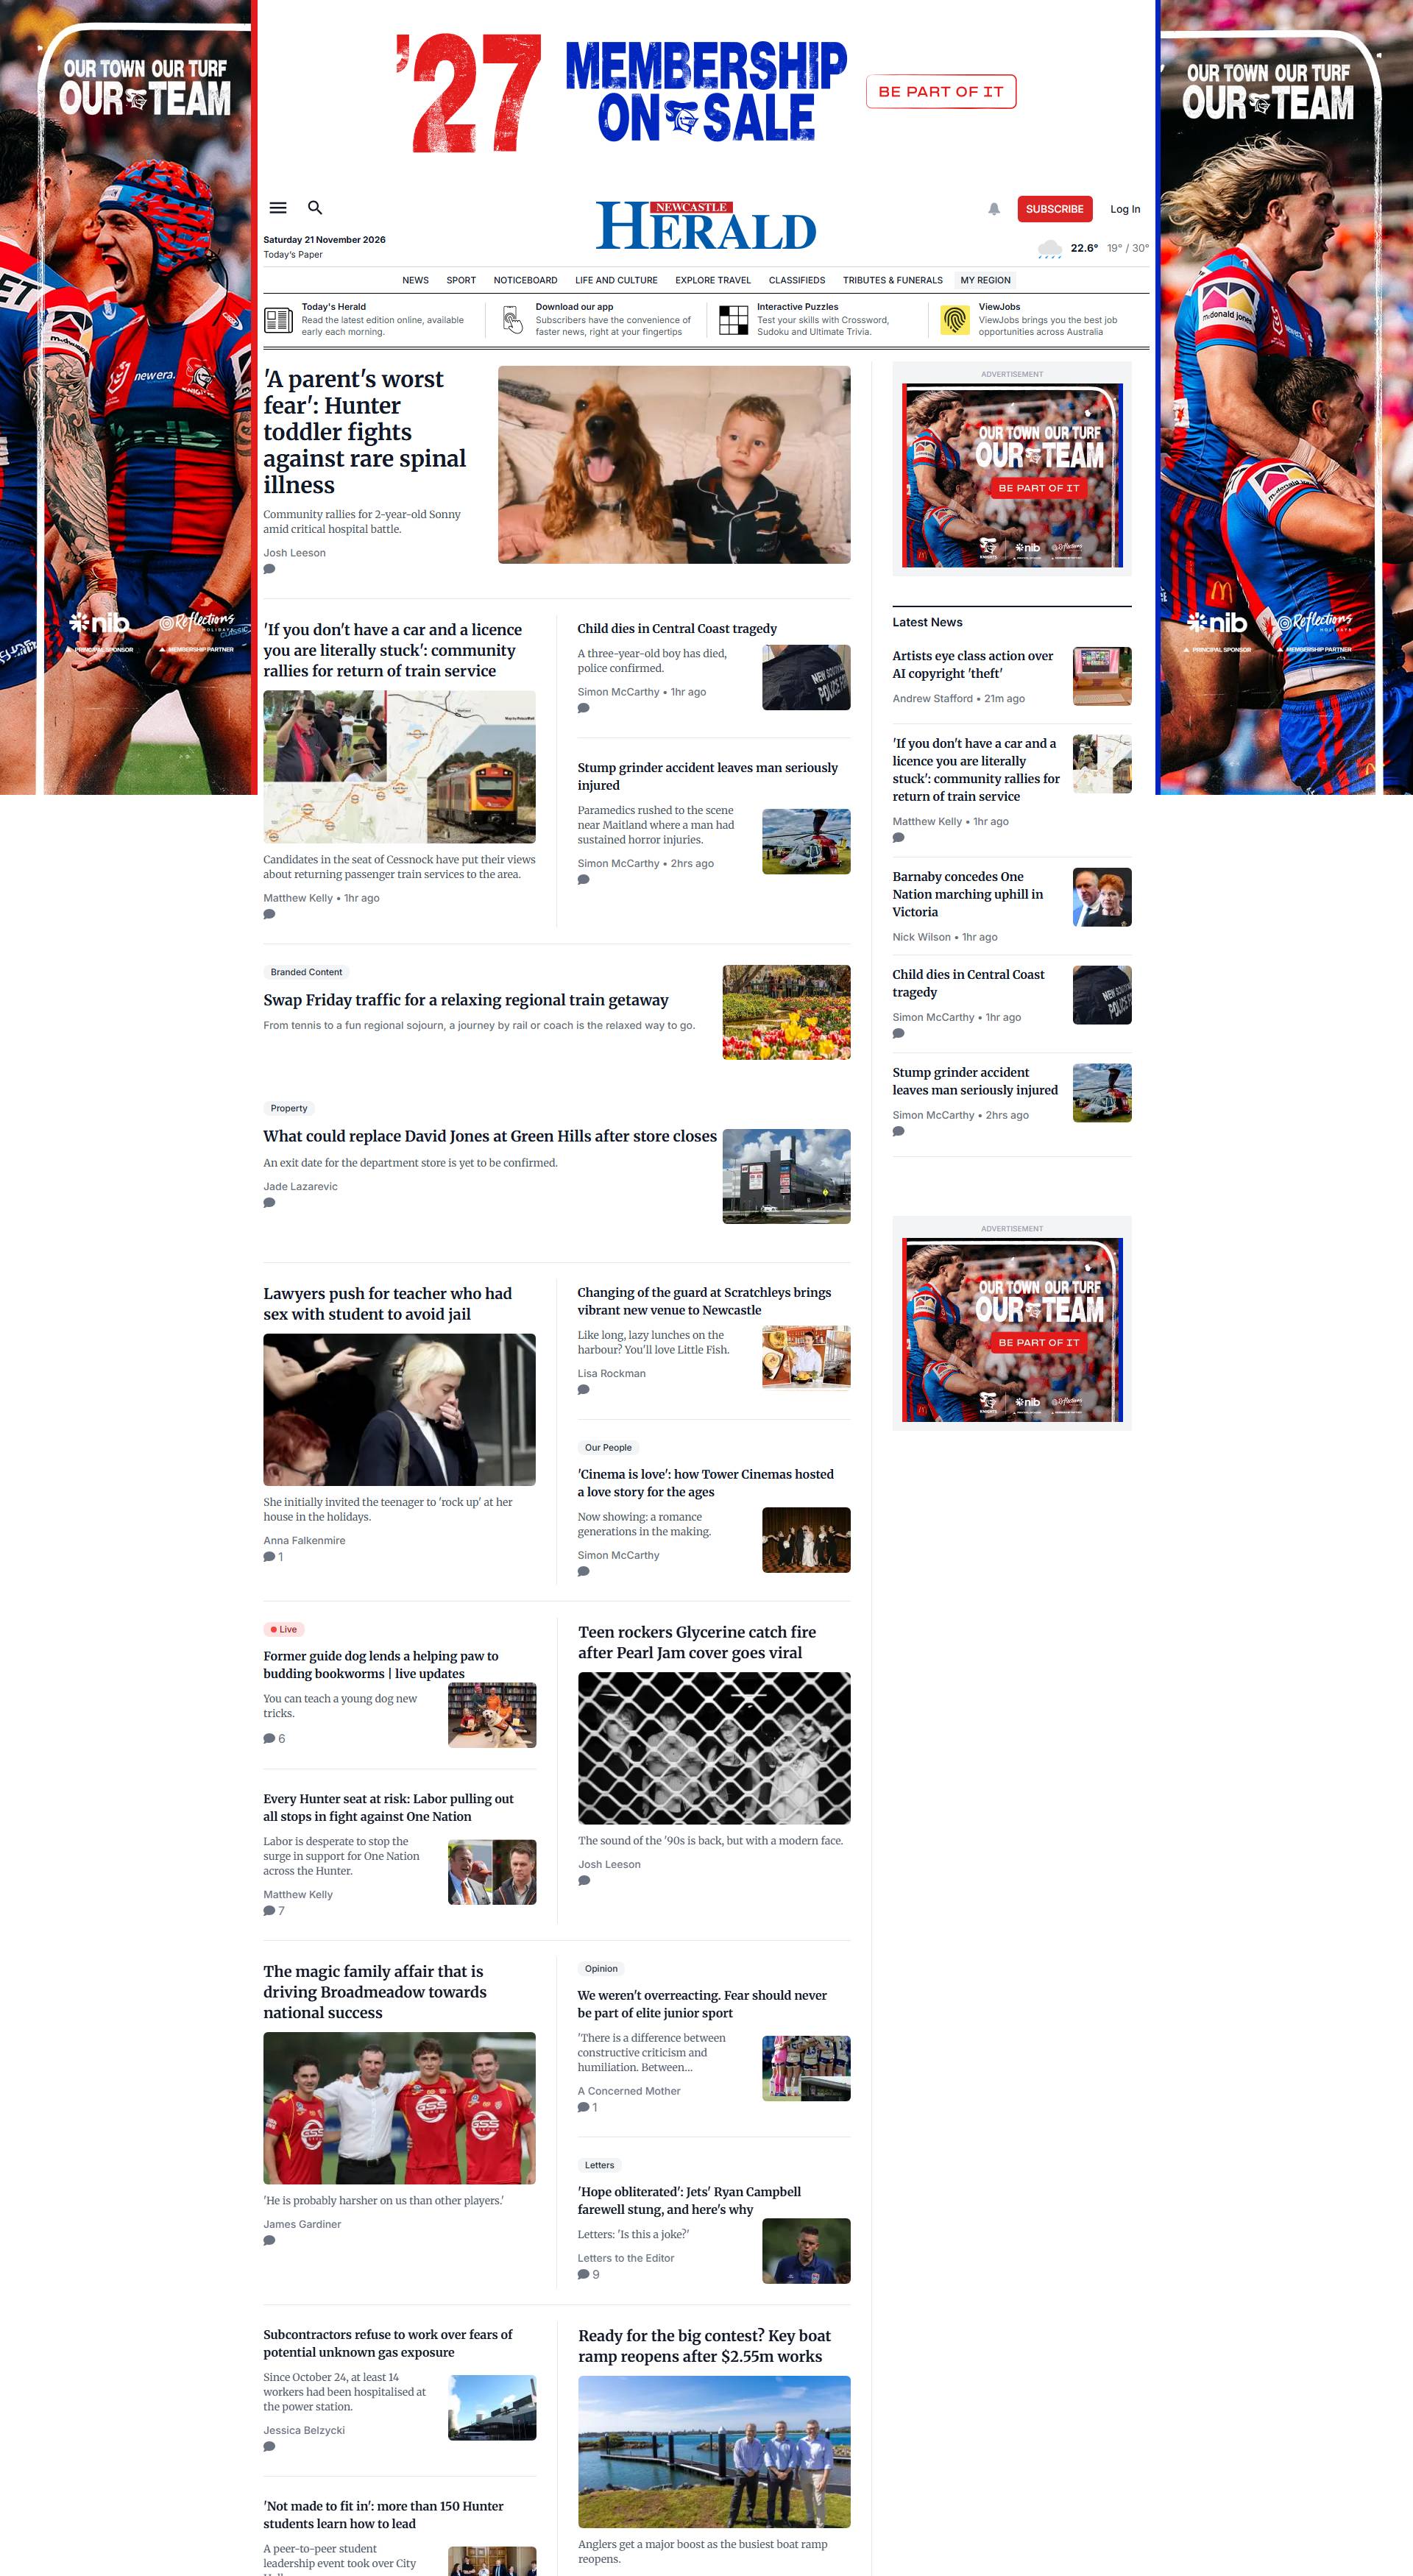 OUR TOWN OUR TURF
OUR TEAM
nib
PRINCIPAL SPONSOR
Reflections
HOLIDAYS
MEMBERSHIP PARTNER
'27 MEMBERSHIP
ON SALE
BE PART OF IT
OUR TOWN OUR TURF
OUR TEAM
nib
PRINCIPAL SPONSOR
Reflections
HOLIDAYS
MEMBERSHIP PARTNER
NEWCASTLE
HERALD
SUBSCRIBE
Log In
Saturday 21 November 2026
Today's Paper
22.6° 19° / 30°
NEWS SPORT NOTICEBOARD LIFE AND CULTURE EXPLORE TRAVEL CLASSIFIEDS TRIBUTES & FUNERALS MY REGION
Today's Herald
Read the latest edition online, available
early each morning.
Download our app
Subscribers have the convenience of
faster news, right at your fingertips
Interactive Puzzles
Test your skills with Crossword,
Sudoku and Ultimate Trivia.
ViewJobs
ViewJobs brings you the best job
opportunities across Australia
'A parent's worst
fear': Hunter
toddler fights
against rare spinal
illness
Community rallies for 2-year-old Sonny
amid critical hospital battle.
Josh Leeson
'If you don't have a car and a licence
you are literally stuck': community
rallies for return of train service
Candidates in the seat of Cessnock have put their views
about returning passenger train services to the area.
Matthew Kelly • 1hr ago
Child dies in Central Coast tragedy
A three-year-old boy has died,
police confirmed.
Simon McCarthy • 1hr ago
Stump grinder accident leaves man seriously
injured
Paramedics rushed to the scene
near Maitland where a man had
sustained horror injuries.
Simon McCarthy • 2hrs ago
Branded Content
Swap Friday traffic for a relaxing regional train getaway
From tennis to a fun regional sojourn, a journey by rail or coach is the relaxed way to go.
Property
What could replace David Jones at Green Hills after store closes
An exit date for the department store is yet to be confirmed.
Jade Lazarevic
Lawyers push for teacher who had
sex with student to avoid jail
She initially invited the teenager to 'rock up' at her
house in the holidays.
Anna Falkenmire
1
Changing of the guard at Scratchleys brings
vibrant new venue to Newcastle
Like long, lazy lunches on the
harbour? You'll love Little Fish.
Lisa Rockman
Our People
'Cinema is love': how Tower Cinemas hosted
a love story for the ages
Now showing: a romance
generations in the making.
Simon McCarthy
Live
Former guide dog lends a helping paw to
budding bookworms | live updates
You can teach a young dog new
tricks.
6
Every Hunter seat at risk: Labor pulling out
all stops in fight against One Nation
Labor is desperate to stop the
surge in support for One Nation
across the Hunter.
Matthew Kelly
7
Teen rockers Glycerine catch fire
after Pearl Jam cover goes viral
The sound of the '90s is back, but with a modern face.
Josh Leeson
The magic family affair that is
driving Broadmeadow towards
national success
'He is probably harsher on us than other players.'
James Gardiner
Opinion
We weren't overreacting. Fear should never
be part of elite junior sport
'There is a difference between
constructive criticism and
humiliation. Between...
A Concerned Mother
1
Letters
'Hope obliterated': Jets' Ryan Campbell
farewell stung, and here's why
Letters: 'Is this a joke?'
Letters to the Editor
9
Subcontractors refuse to work over fears of
potential unknown gas exposure
Since October 24, at least 14
workers had been hospitalised at
the power station.
Jessica Belzycki
'Not made to fit in': more than 150 Hunter
students learn how to lead
A peer-to-peer student
leadership event took over City
Ready for the big contest? Key boat
ramp reopens after $2.55m works
Anglers get a major boost as the busiest boat ramp
reopens.
ADVERTISEMENT
OUR TOWN OUR TURF
OUR TEAM
BE PART OF IT
nib
Reflections
Latest News
Artists eye class action over
AI copyright 'theft'
Andrew Stafford • 21m ago
'If you don't have a car and a
licence you are literally
stuck': community rallies for
return of train service
Matthew Kelly • 1hr ago
Barnaby concedes One
Nation marching uphill in
Victoria
Nick Wilson • 1hr ago
Child dies in Central Coast
tragedy
Simon McCarthy • 1hr ago
Stump grinder accident
leaves man seriously injured
Simon McCarthy • 2hrs ago
ADVERTISEMENT
OUR TOWN OUR TURF
OUR TEAM
BE PART OF IT
nib
Reflections